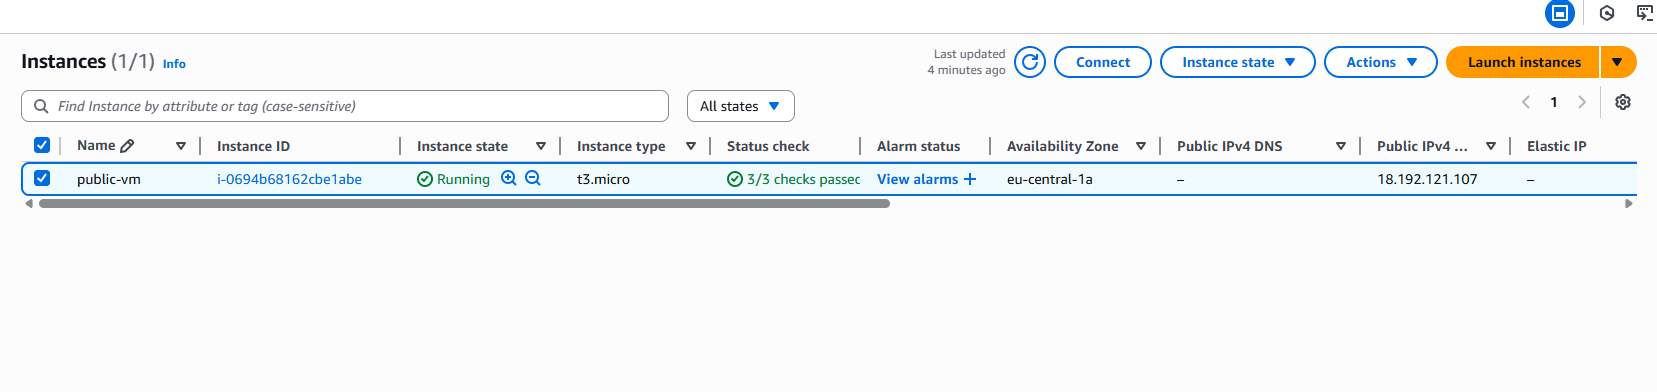 Instances (1/1) Info
Last updated
4 minutes ago
Connect
Instance state
Actions
Launch instances
Find Instance by attribute or tag (case-sensitive)
All states
1
Name Instance ID Instance state Instance type Status check Alarm status Availability Zone Public IPv4 DNS Public IPv4 ... Elastic IP
public-vm i-0694b68162cbe1abe Running t3.micro 3/3 checks passed View alarms + eu-central-1a – 18.192.121.107 –